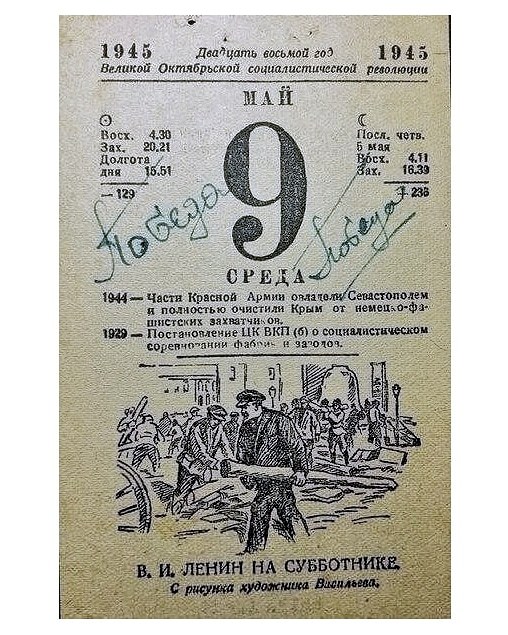 1945 Двадцать восьмой год 1945
Великой Октябрьской социалистической революции
МАЙ
Восх. 4.30
Зах. 20.21
Долгота
дня 15.51
— 129
9
Посл. четв.
5 мая
Восх. 4.11
Зах. 16.39
+ 236
Победа
Победа
СРЕДА
1944 — Части Красной Армии овладели Севастополем
и полностью очистили Крым от немецко-фа-
шистских захватчиков.
1929 — Постановление ЦК ВКП (б) о социалистическом
соревновании фабрик и заводов.
В. И. ЛЕНИН НА СУББОТНИКЕ.
С рисунка художника Васильева.